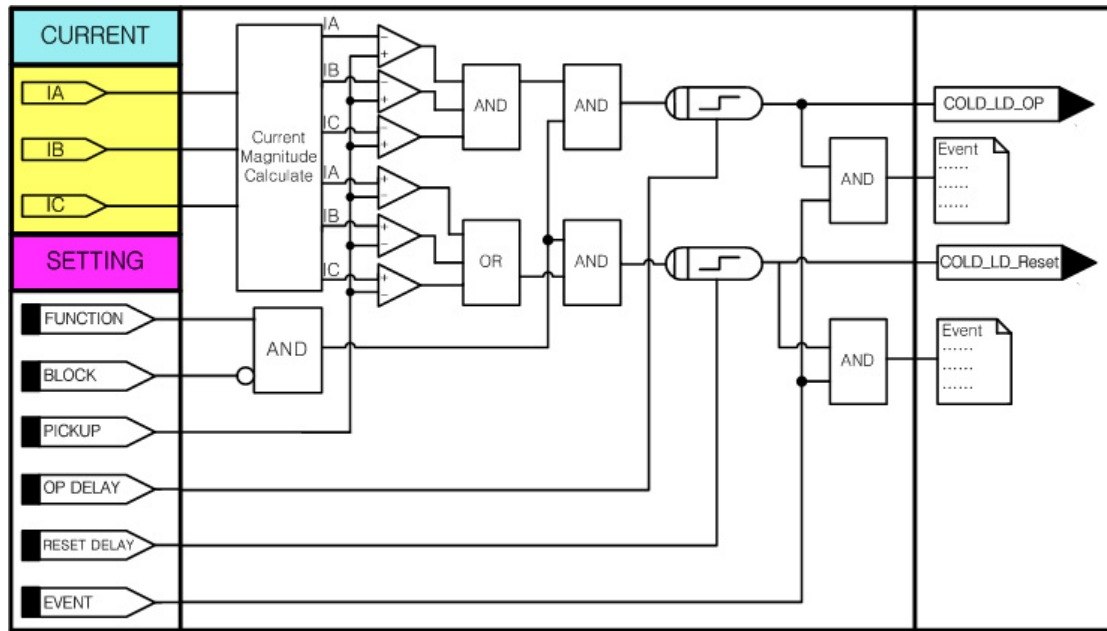 CURRENT
IA
IB
IC
SETTING
FUNCTION
BLOCK
PICKUP
OP DELAY
RESET DELAY
EVENT
Current
Magnitude
Calculate
IA
IB
IC
IA
IB
IC
- +
- +
- +
+ -
+ -
+ -
AND
OR
AND
AND
AND
AND
AND
COLD_LD_OP
Event
......
......
......
COLD_LD_Reset
Event
......
......
......